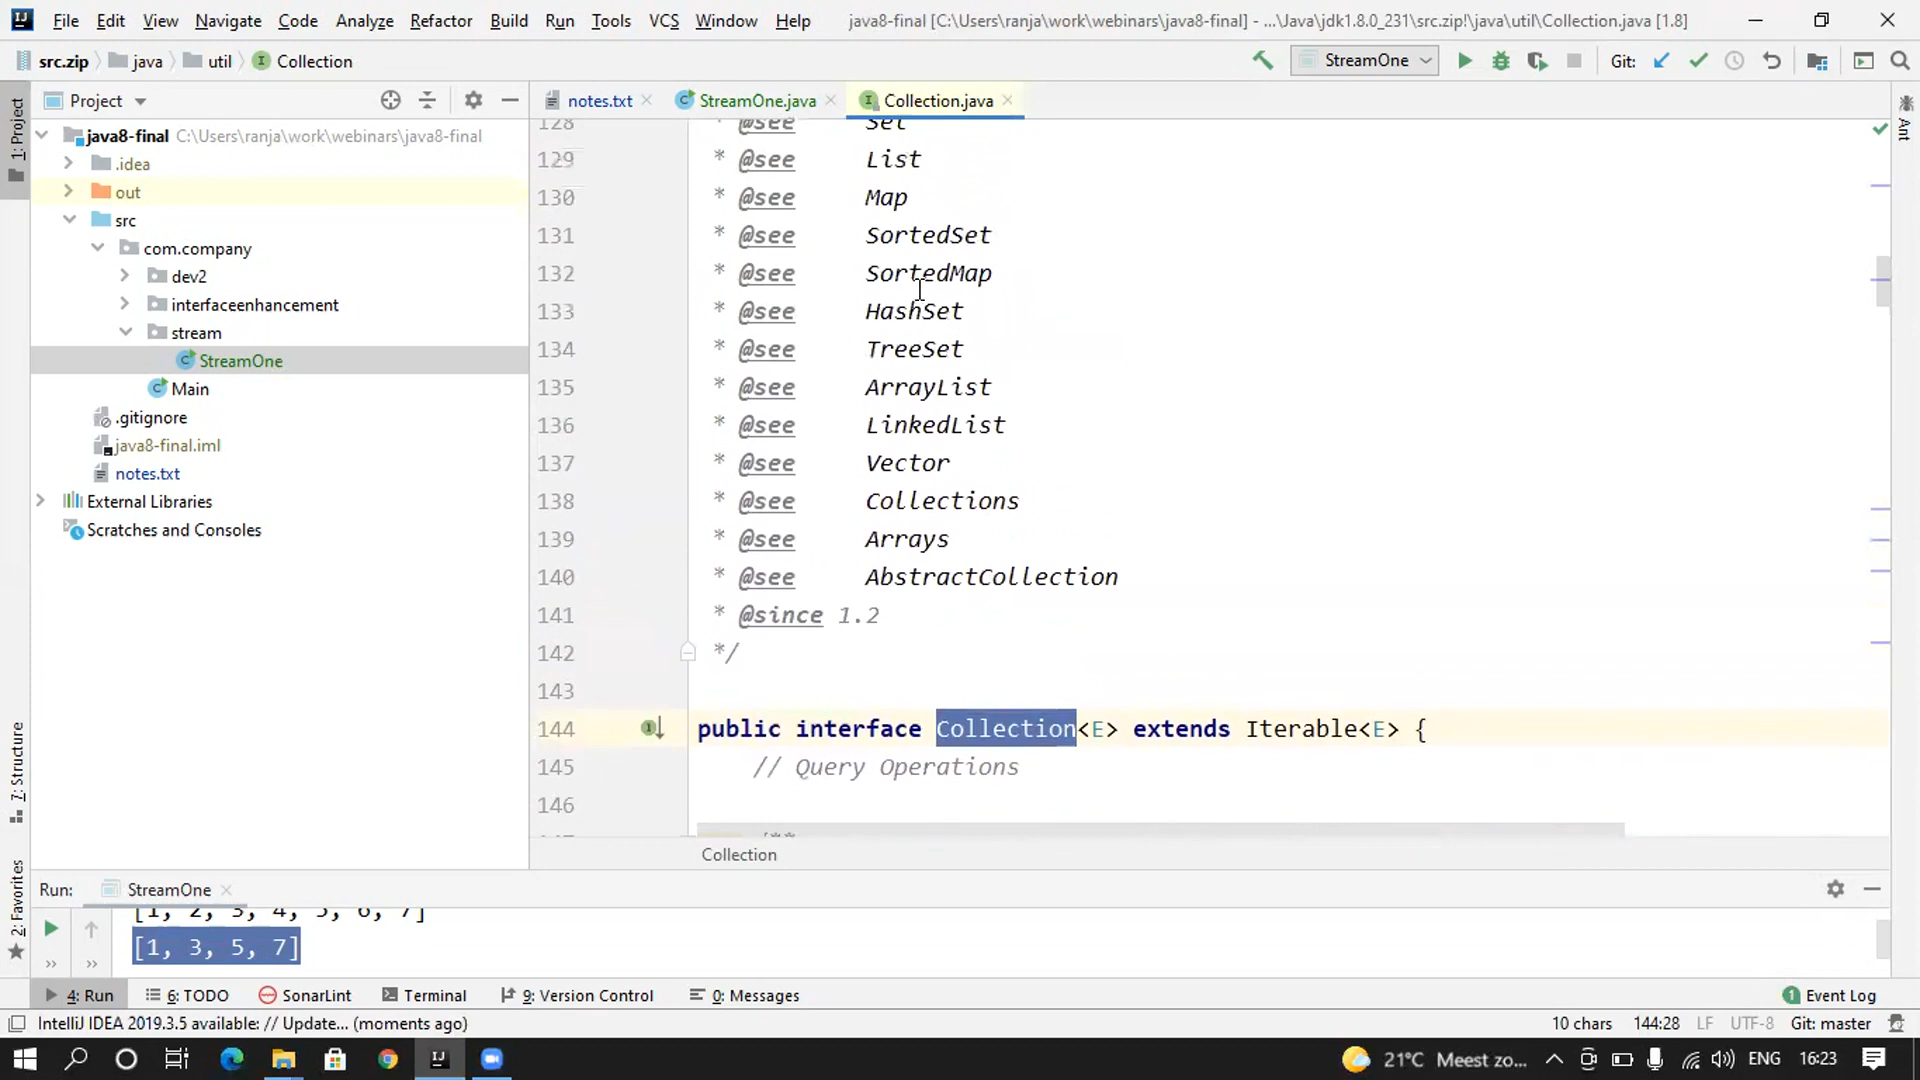 File Edit View Navigate Code Analyze Refactor Build Run Tools VCS Window Help java8-final [C:\Users\ranja\work\webinars\java8-final] - ...\Java\jdk1.8.0_231\src.zip!\java\util\Collection.java [1.8]
src.zip java util Collection StreamOne Git:
Project notes.txt StreamOne.java Collection.java
1: Project
Ant
java8-final C:\Users\ranja\work\webinars\java8-final
.idea
out
src
com.company
dev2
interfaceenhancement
stream
StreamOne
Main
.gitignore
java8-final.iml
notes.txt
External Libraries
Scratches and Consoles
7: Structure
2: Favorites
128 * @see Set
129 * @see List
130 * @see Map
131 * @see SortedSet
132 * @see SortedMap
133 * @see HashSet
134 * @see TreeSet
135 * @see ArrayList
136 * @see LinkedList
137 * @see Vector
138 * @see Collections
139 * @see Arrays
140 * @see AbstractCollection
141 * @since 1.2
142 */
143
144 public interface Collection<E> extends Iterable<E> {
145 // Query Operations
146
147 /**
Collection
Run: StreamOne
[1, 2, 3, 4, 5, 6, 7]
[1, 3, 5, 7]
4: Run 6: TODO SonarLint Terminal 9: Version Control 0: Messages 1 Event Log
IntelliJ IDEA 2019.3.5 available: // Update... (moments ago) 10 chars 144:28 LF UTF-8 Git: master
21°C Meest zo... ENG 16:23